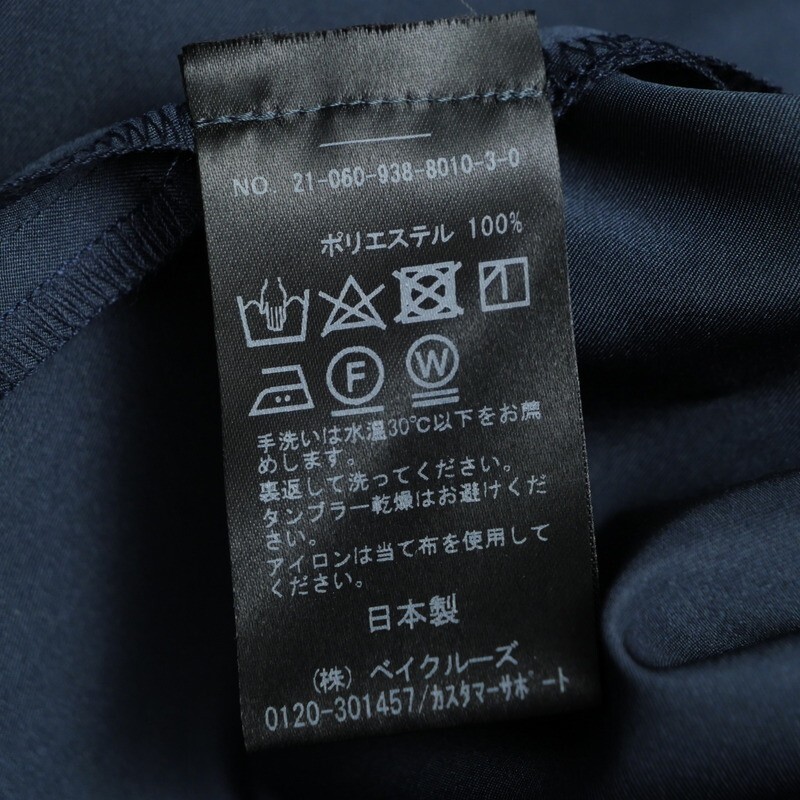 NO 21-060-938-8010-3-0
ポリエステル 100%
F W
手洗いは水温30℃以下をお薦
めします。
裏返して洗ってください。
タンブラー乾燥はお避けくだ
さい。
アイロンは当て布を使用して
ください。
日本製
(株) ベイクルーズ
0120-301457/カスタマーサポート